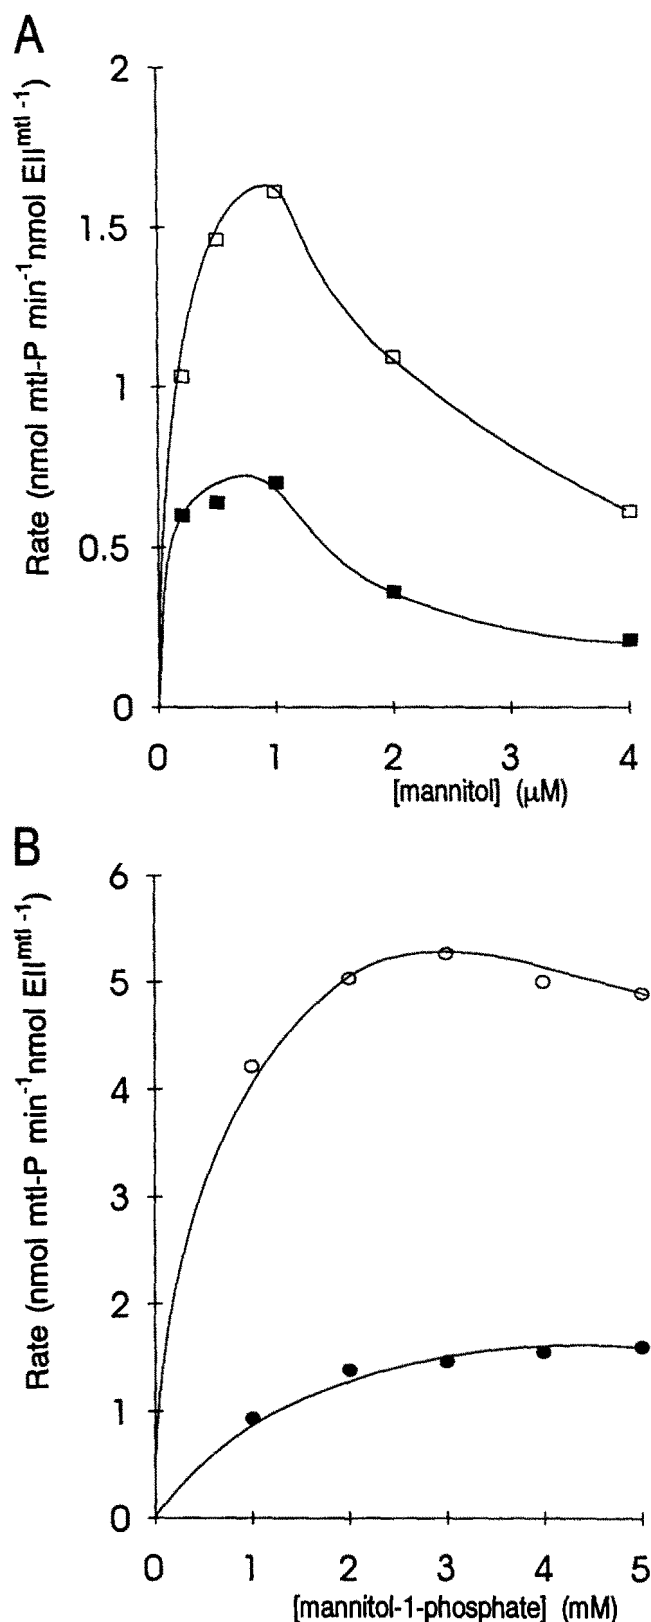 A
Rate (nmol mtl-P min⁻¹nmol EIIᵐᵗˡ ⁻¹)
2
1.5
1
0.5
0
0 1 2 3 4
[mannitol] (μM)
B
Rate (nmol mtl-P min⁻¹nmol EIIᵐᵗˡ ⁻¹)
6
5
4
3
2
1
0
0 1 2 3 4 5
[mannitol-1-phosphate] (mM)